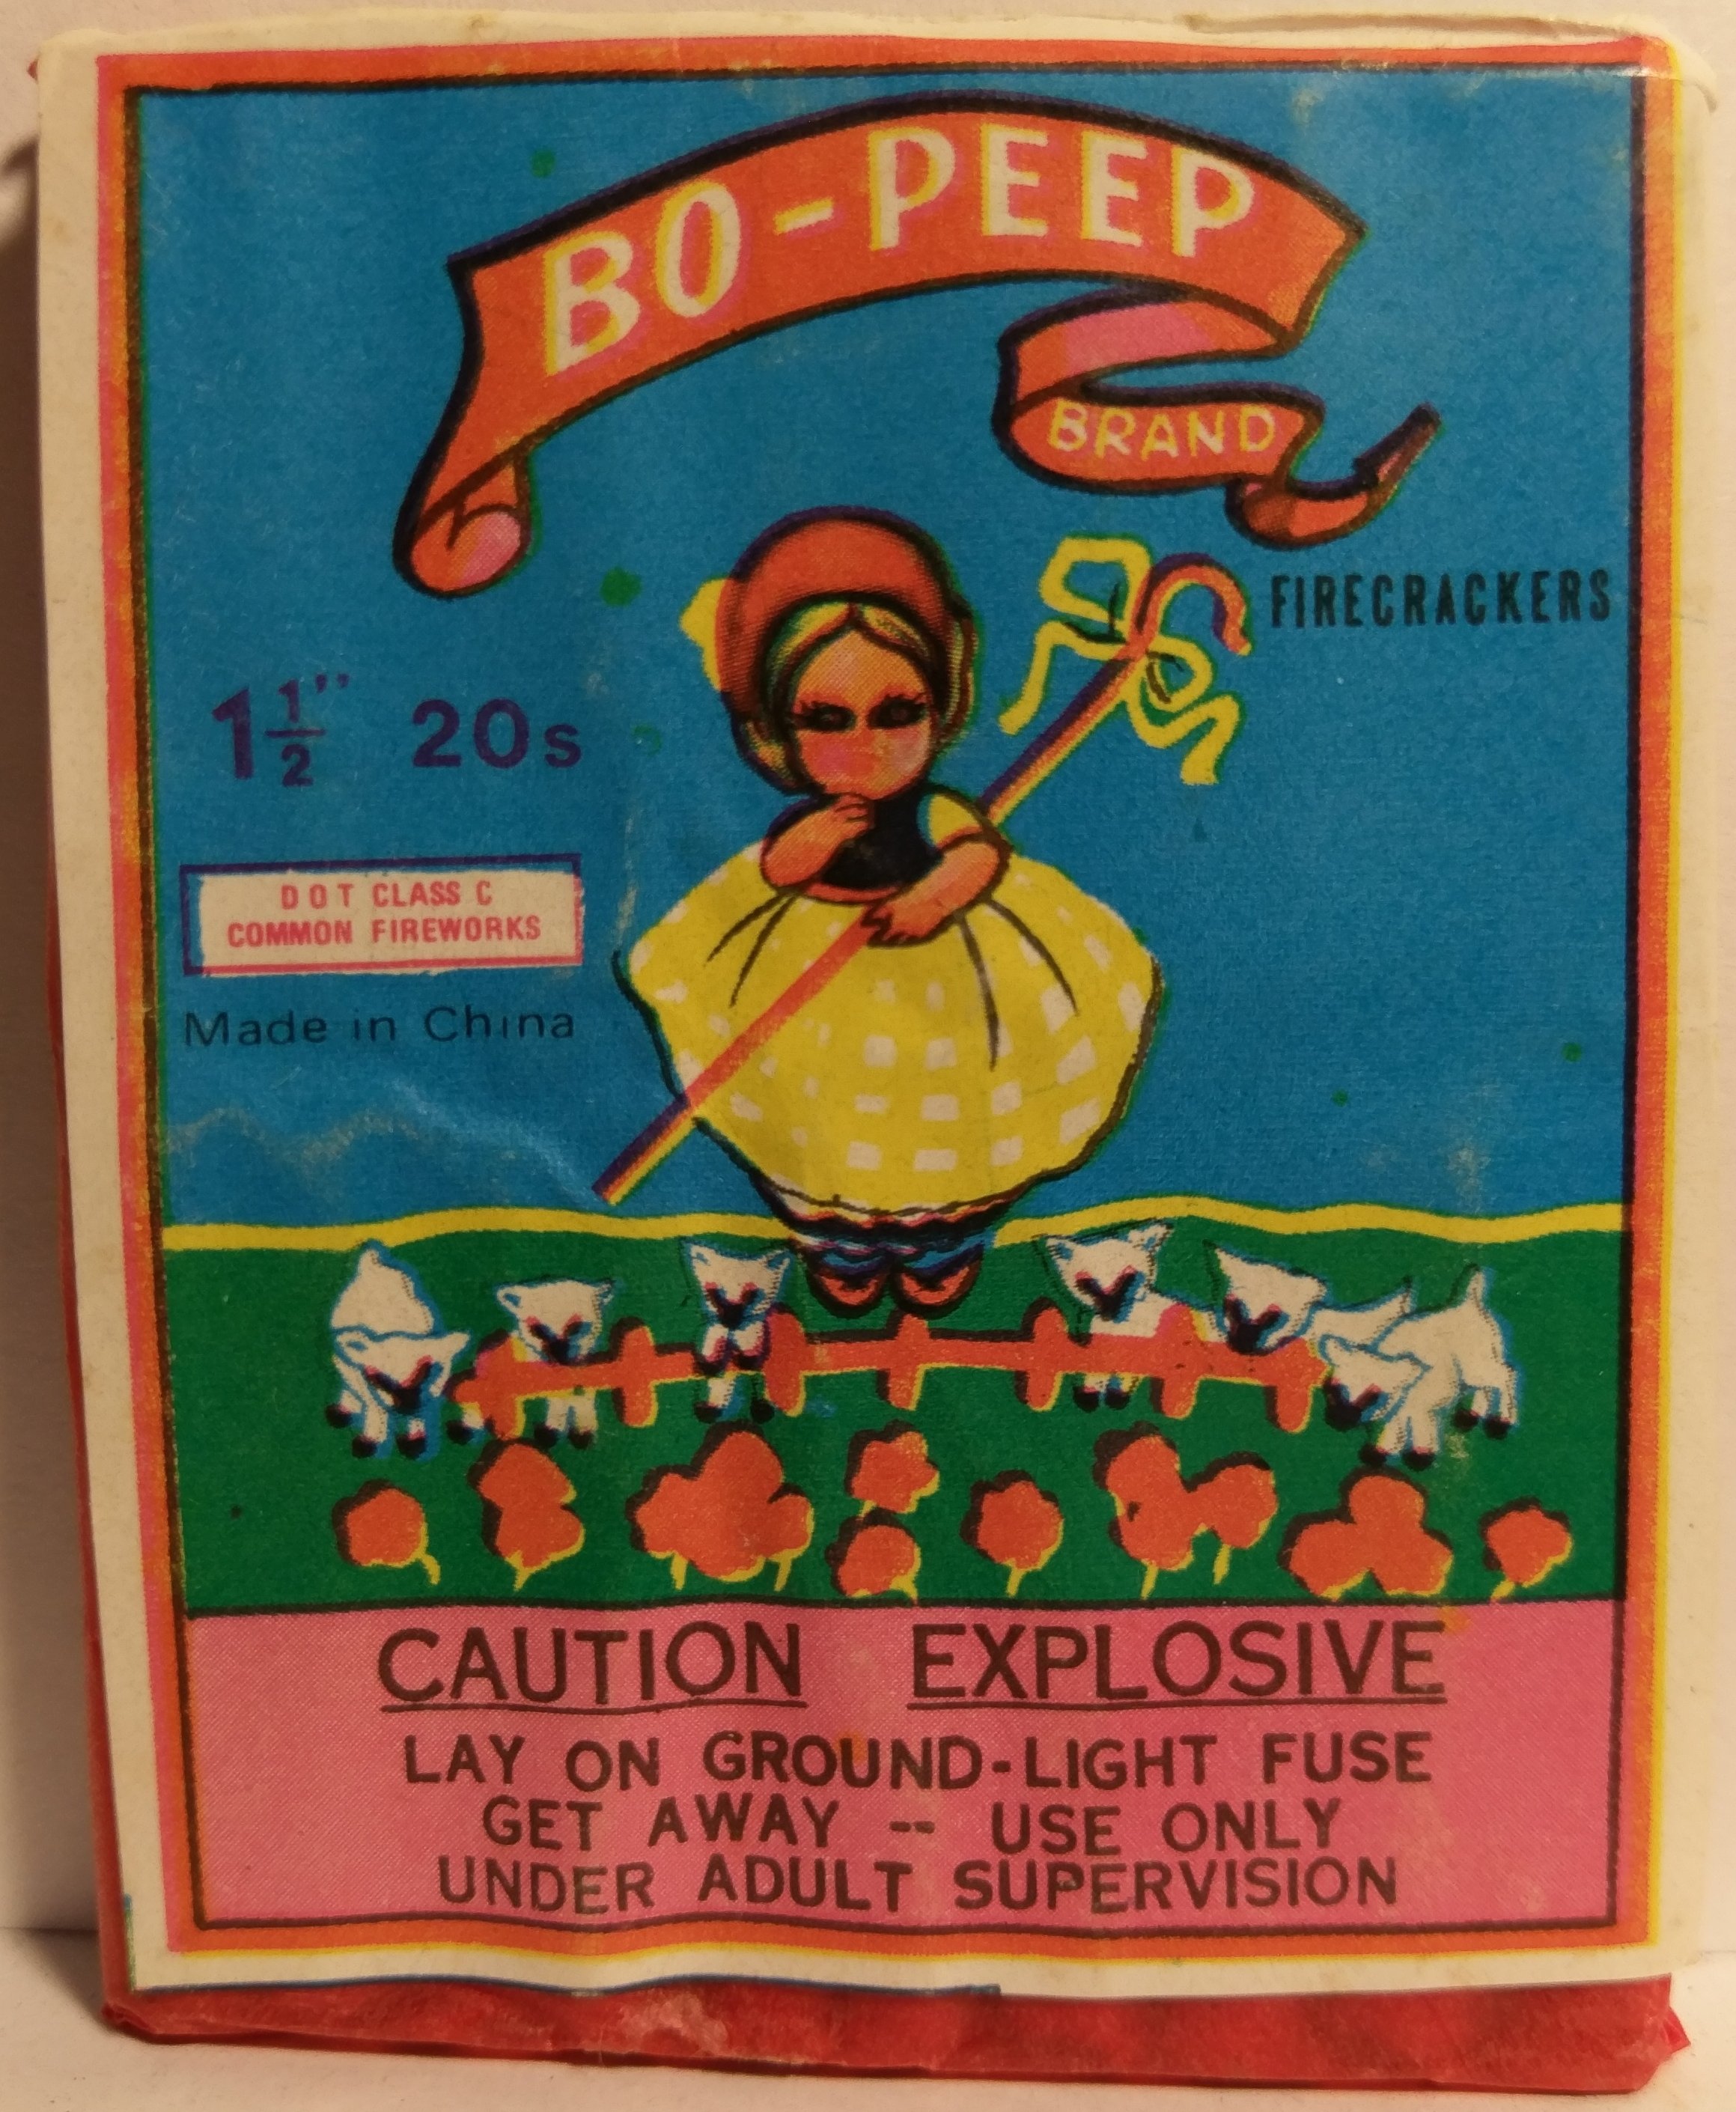 BO-PEEP
BRAND
FIRECRACKERS
1 1/2" 20s
DOT CLASS C
COMMON FIREWORKS
Made in China
CAUTION EXPLOSIVE
LAY ON GROUND-LIGHT FUSE
GET AWAY -- USE ONLY
UNDER ADULT SUPERVISION